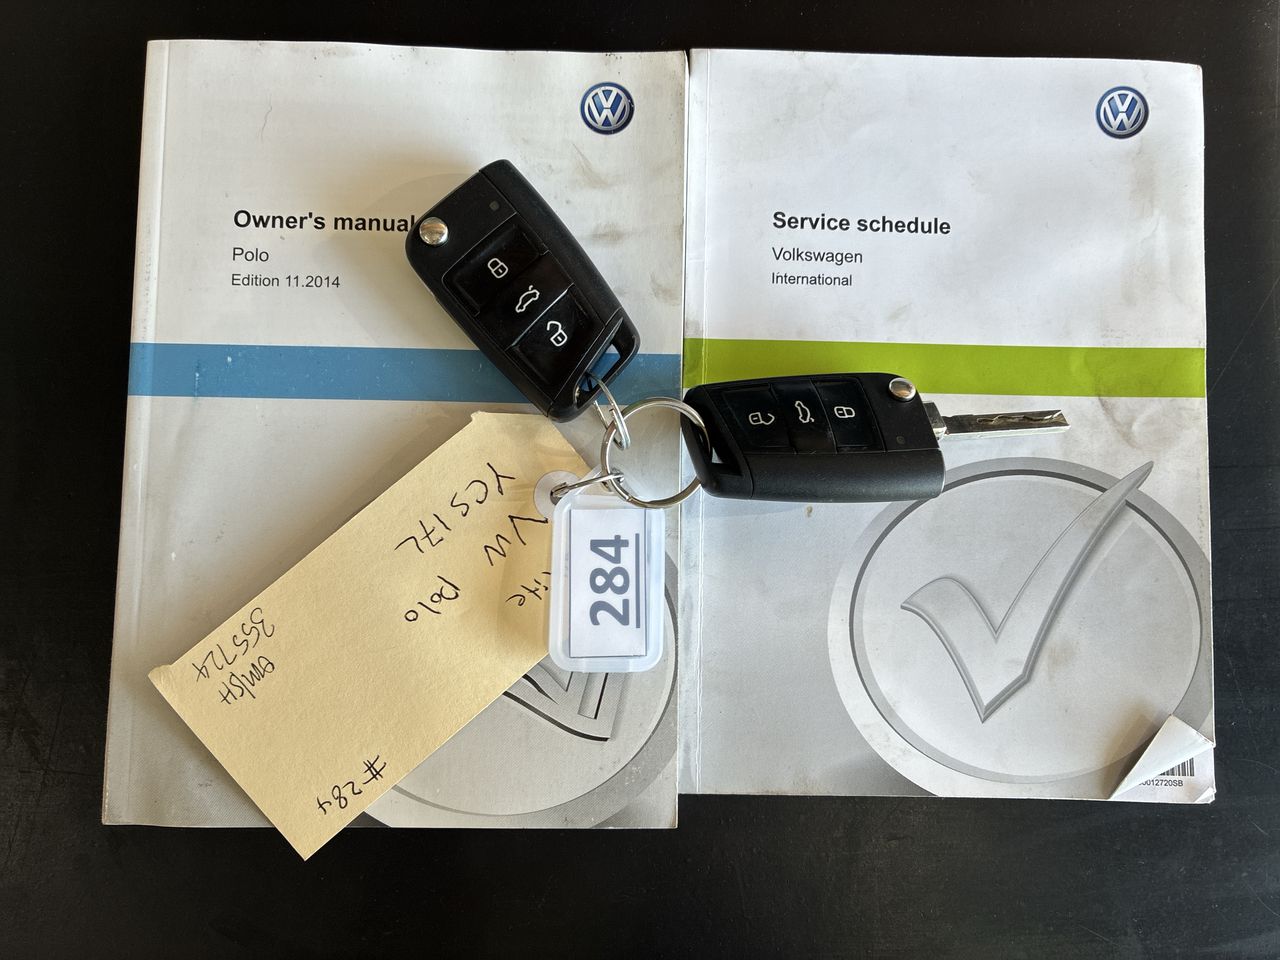 Owner's manual
Polo
Edition 11.2014
Service schedule
Volkswagen
International
YCS17L
VW Polo
284
355724
#284